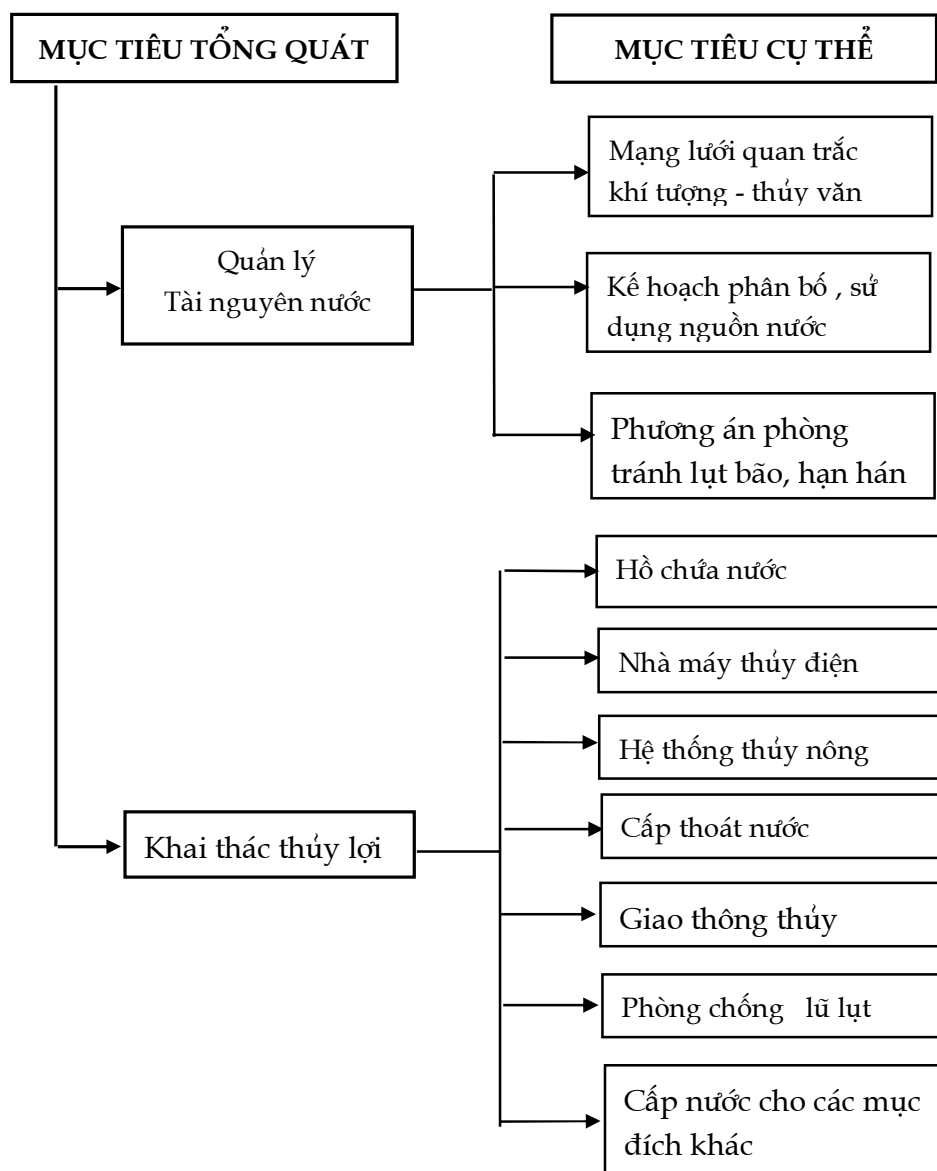 MỤC TIÊU TỔNG QUÁT
MỤC TIÊU CỤ THỂ
Quản lý
Tài nguyên nước
Mạng lưới quan trắc
khí tượng - thủy văn
Kế hoạch phân bố , sử
dụng nguồn nước
Phương án phòng
tránh lụt bão, hạn hán
Khai thác thủy lợi
Hồ chứa nước
Nhà máy thủy điện
Hệ thống thủy nông
Cấp thoát nước
Giao thông thủy
Phòng chống lũ lụt
Cấp nước cho các mục
đích khác